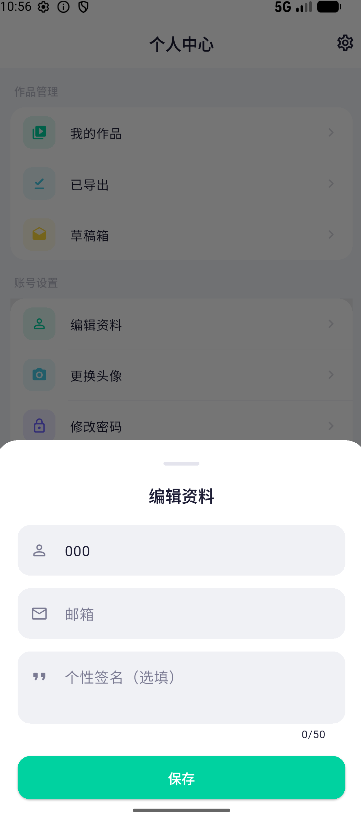 10:56 5G
个人中心
作品管理
我的作品
已导出
草稿箱
账号设置
编辑资料
更换头像
修改密码
编辑资料
000
邮箱
个性签名（选填）
0/50
保存